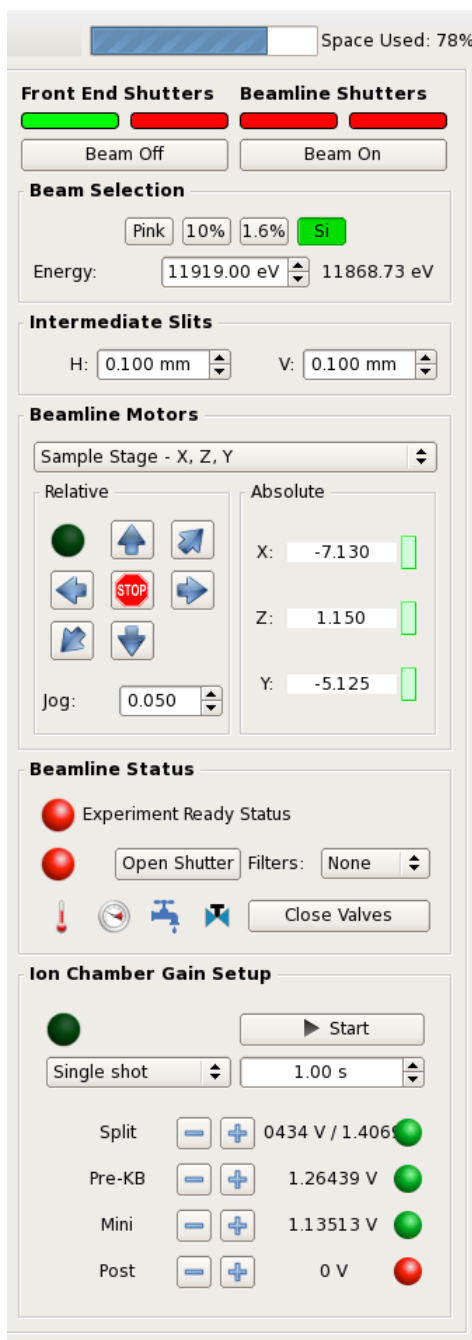 Space Used: 78%
Front End Shutters Beamline Shutters
Beam Off Beam On
Beam Selection
Pink 10% 1.6% Si
Energy: 11919.00 eV 11868.73 eV
Intermediate Slits
H: 0.100 mm V: 0.100 mm
Beamline Motors
Sample Stage - X, Z, Y
Relative Absolute
X: -7.130
STOP
Z: 1.150
Y: -5.125
Jog: 0.050
Beamline Status
Experiment Ready Status
Open Shutter Filters: None
Close Valves
Ion Chamber Gain Setup
Start
Single shot 1.00 s
Split 0434 V / 1.406
Pre-KB 1.26439 V
Mini 1.13513 V
Post 0 V